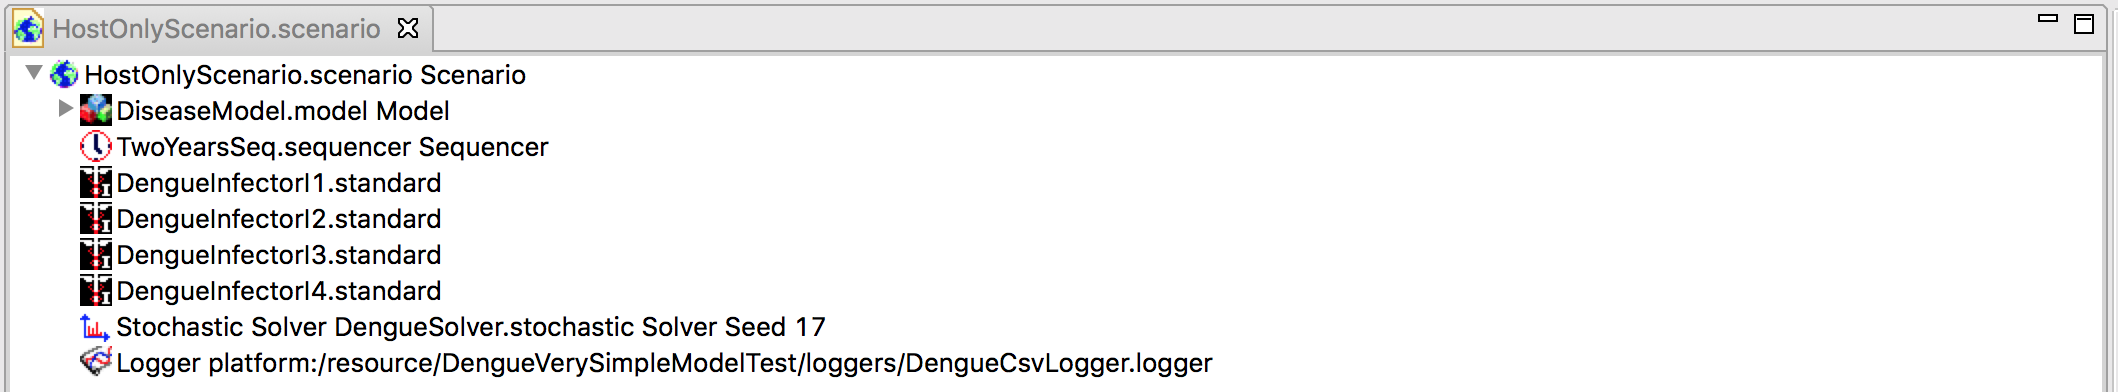 HostOnlyScenario.scenario
HostOnlyScenario.scenario Scenario
DiseaseModel.model Model
TwoYearsSeq.sequencer Sequencer
DengueInfectorI1.standard
DengueInfectorI2.standard
DengueInfectorI3.standard
DengueInfectorI4.standard
Stochastic Solver DengueSolver.stochastic Solver Seed 17
Logger platform:/resource/DengueVerySimpleModelTest/loggers/DengueCsvLogger.logger